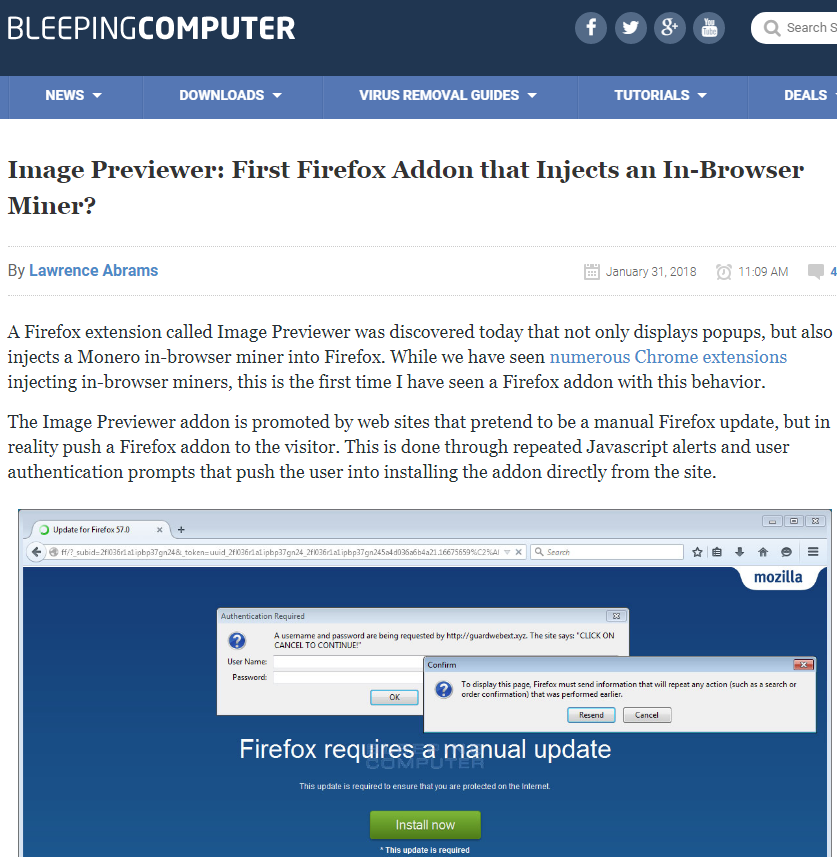 BLEEPINGCOMPUTER
f
g+
You Tube
Search S
NEWS
DOWNLOADS
VIRUS REMOVAL GUIDES
TUTORIALS
DEALS
Image Previewer: First Firefox Addon that Injects an In-Browser
Miner?
By Lawrence Abrams
January 31, 2018
11:09 AM
4
A Firefox extension called Image Previewer was discovered today that not only displays popups, but also
injects a Monero in-browser miner into Firefox. While we have seen numerous Chrome extensions
injecting in-browser miners, this is the first time I have seen a Firefox addon with this behavior.
The Image Previewer addon is promoted by web sites that pretend to be a manual Firefox update, but in
reality push a Firefox addon to the visitor. This is done through repeated Javascript alerts and user
authentication prompts that push the user into installing the addon directly from the site.
Update for Firefox 57.0
Search
mozilla
Authentication Required
A username and password are being requested by http://guardwebext.xyz. The site says: "CLICK ON
CANCEL TO CONTINUE!"
User Name:
Password:
OK
Confirm
To display this page, Firefox must send information that will repeat any action (such as a search or
order confirmation) that was performed earlier.
Resend
Cancel
Firefox requires a manual update
BLEEPING
COMPUTER
This update is required to ensure that you are protected on the Internet.
Install now
* This update is required